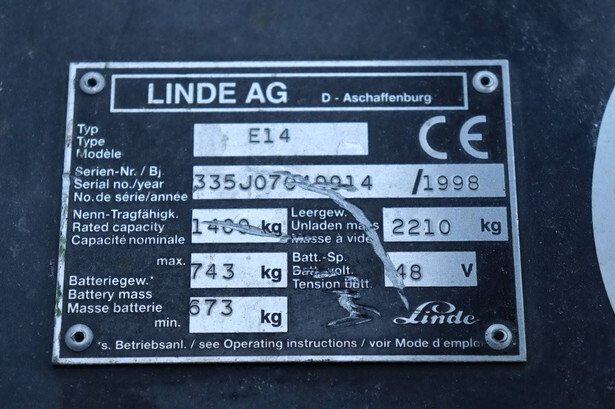 LINDE AG D - Aschaffenburg
Typ
Type E14
Modèle
CE
Serien-Nr. / Bj.
Serial no./year /1998
No. de série/année
Nenn-Tragfähigk. Leergew.
Rated capacity 1400 kg Unladen mass 2210 kg
Capacité nominale Masse à vide
max. 743 kg Batt.-Sp.
Batteriegew.* Batt. volt. 48 V
Battery mass Tension batt.
Masse batterie 673 kg
min. Linde
*s. Betriebsanl. / see Operating instructions / voir Mode d'emploi